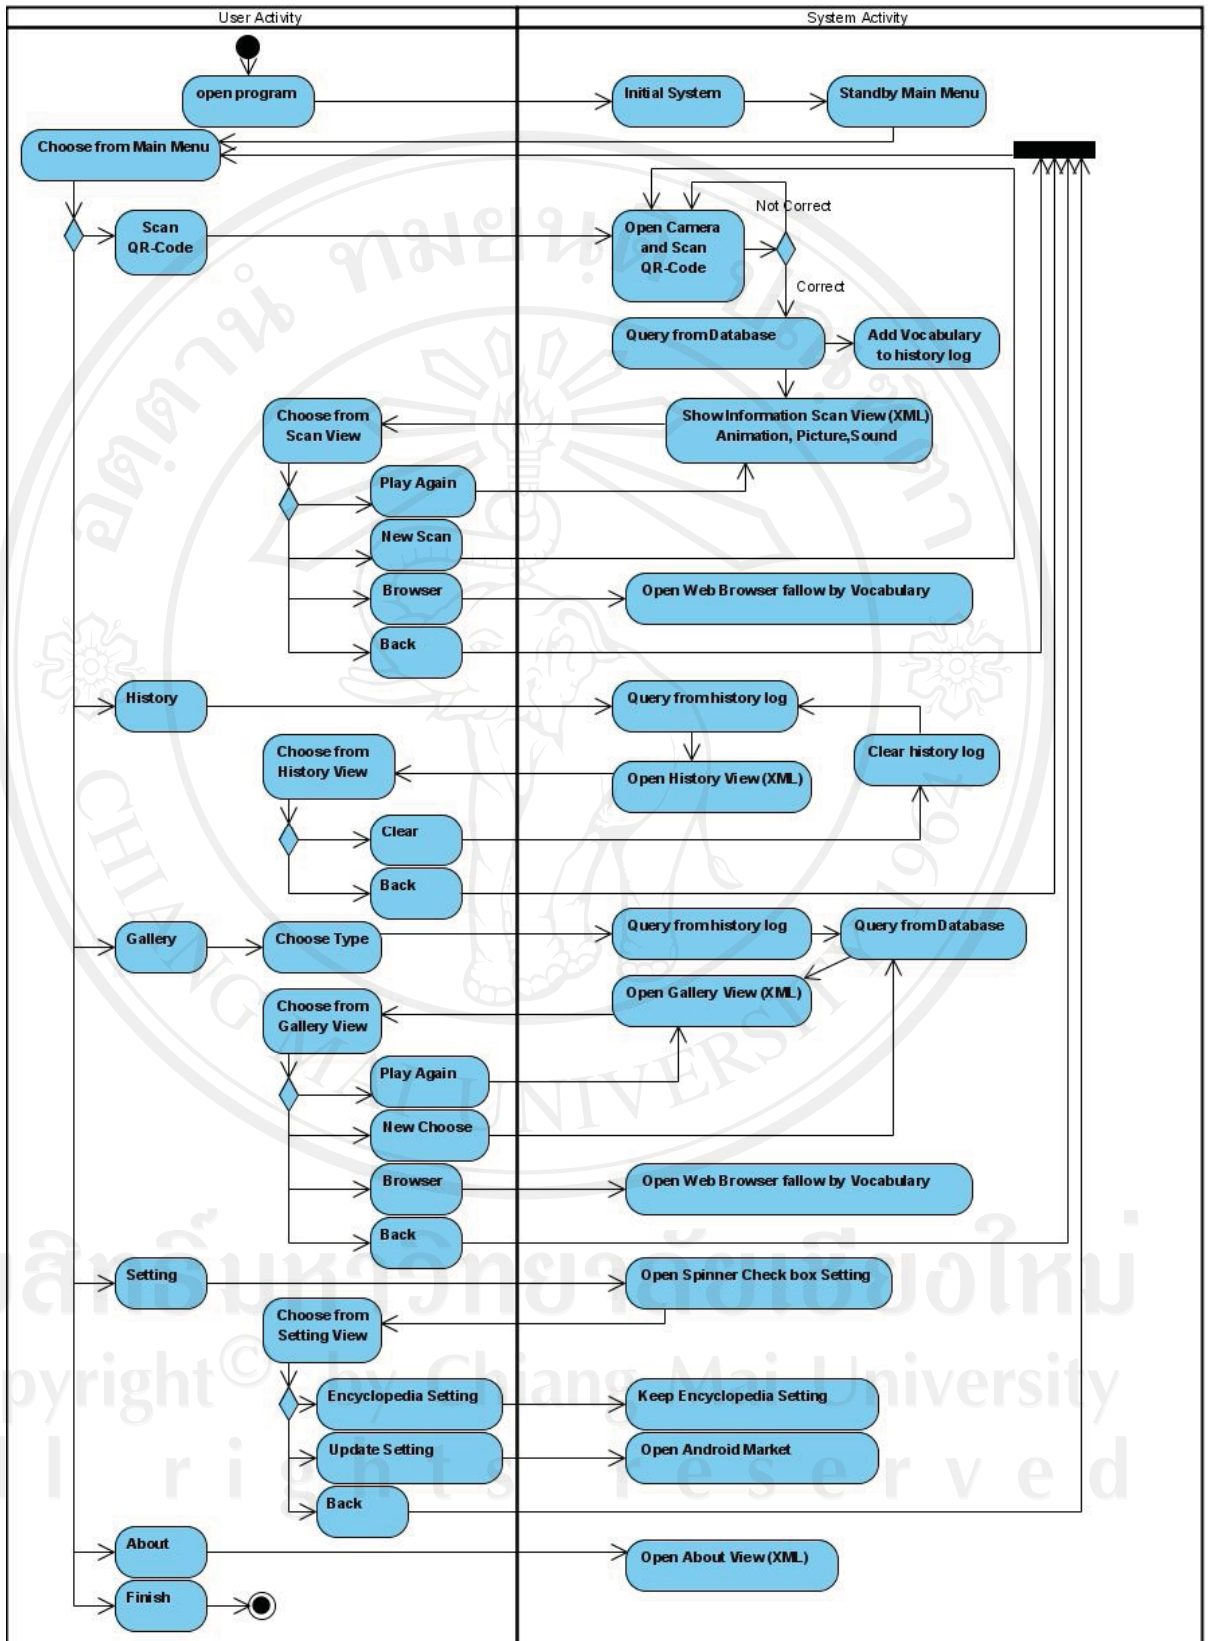 User Activity
System Activity
open program
Initial System
Standby Main Menu
Choose from Main Menu
Scan
QR-Code
Open Camera
and Scan
QR-Code
Not Correct
Correct
Query from Database
Add Vocabulary
to history log
Choose from
Scan View
Show Information Scan View (XML)
Animation, Picture,Sound
Play Again
New Scan
Browser
Open Web Browser fallow by Vocabulary
Back
History
Query from history log
Choose from
History View
Open History View (XML)
Clear history log
Clear
Back
Gallery
Choose Type
Query from history log
Query from Database
Open Gallery View (XML)
Choose from
Gallery View
Play Again
New Choose
Browser
Open Web Browser fallow by Vocabulary
Back
Setting
Open Spinner Check box Setting
Choose from
Setting View
Encyclopedia Setting
Keep Encyclopedia Setting
Update Setting
Open Android Market
Back
About
Open About View (XML)
Finish
CHIANG MAI UNIVERSITY 1964
by Chiang Mai University
rights reserved